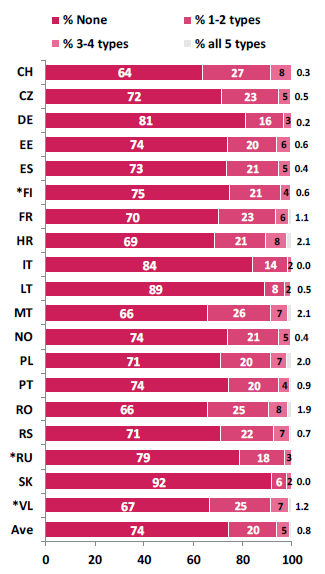 % None % 1-2 types
% 3-4 types % all 5 types
CH 64 27 8 0.3
CZ 72 23 5 0.5
DE 81 16 3 0.2
EE 74 20 6 0.6
ES 73 21 5 0.4
*FI 75 21 4 0.6
FR 70 23 6 1.1
HR 69 21 8 2.1
IT 84 14 2 0.0
LT 89 8 2 0.5
MT 66 26 7 2.1
NO 74 21 5 0.4
PL 71 20 7 2.0
PT 74 20 4 0.9
RO 66 25 8 1.9
RS 71 22 7 0.7
*RU 79 18 3
SK 92 6 2 0.0
*VL 67 25 7 1.2
Ave 74 20 5 0.8
0 20 40 60 80 100